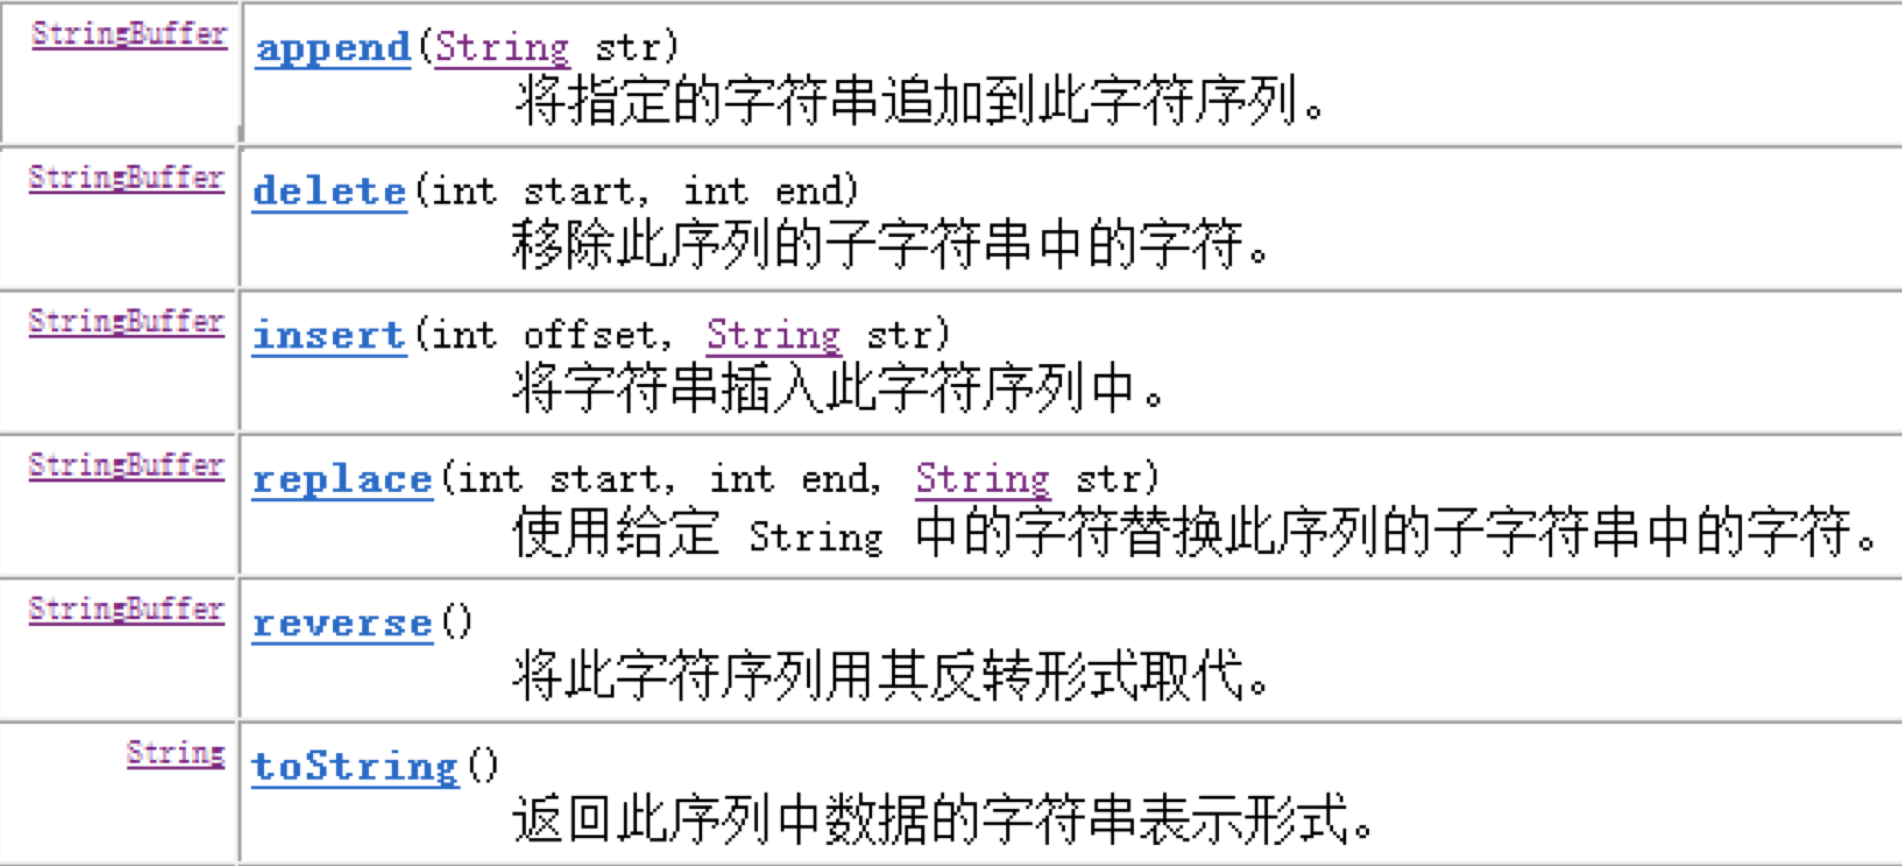 StringBuffer append(String str)
将指定的字符串追加到此字符序列。
StringBuffer delete(int start, int end)
移除此序列的子字符串中的字符。
StringBuffer insert(int offset, String str)
将字符串插入此字符序列中。
StringBuffer replace(int start, int end, String str)
使用给定 String 中的字符替换此序列的子字符串中的字符。
StringBuffer reverse()
将此字符序列用其反转形式取代。
String toString()
返回此序列中数据的字符串表示形式。